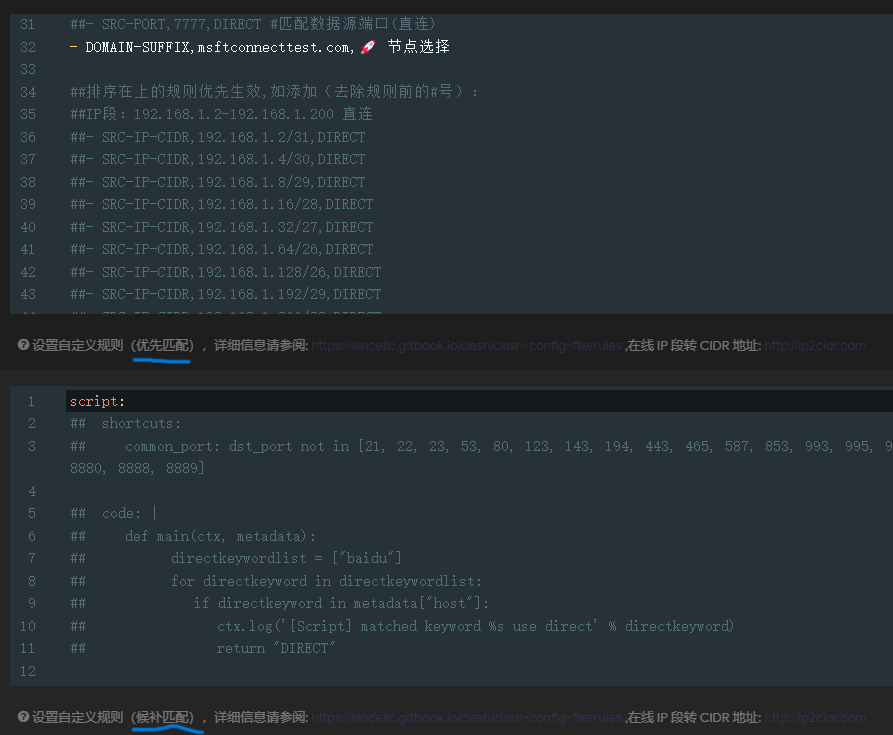 31 ##- SRC-PORT,7777,DIRECT #匹配数据源端口(直连)
32 - DOMAIN-SUFFIX,msftconnecttest.com,🚀 节点选择
33
34 ##排序在上的规则优先生效,如添加（去除规则前的#号）:
35 ##IP段: 192.168.1.2-192.168.1.200 直连
36 ##- SRC-IP-CIDR,192.168.1.2/31,DIRECT
37 ##- SRC-IP-CIDR,192.168.1.4/30,DIRECT
38 ##- SRC-IP-CIDR,192.168.1.8/29,DIRECT
39 ##- SRC-IP-CIDR,192.168.1.16/28,DIRECT
40 ##- SRC-IP-CIDR,192.168.1.32/27,DIRECT
41 ##- SRC-IP-CIDR,192.168.1.64/26,DIRECT
42 ##- SRC-IP-CIDR,192.168.1.128/26,DIRECT
43 ##- SRC-IP-CIDR,192.168.1.192/29,DIRECT
设置自定义规则（优先匹配），详细信息请参阅: https://lancellc.gitbook.io/clash/clash-config-file/rules ,在线 IP 段转 CIDR 地址: http://ip2cidr.com
1 script:
2 ## shortcuts:
3 ## common_port: dst_port not in [21, 22, 23, 53, 80, 123, 143, 194, 443, 465, 587, 853, 993, 995, 9
8880, 8888, 8889]
4
5 ## code: |
6 ## def main(ctx, metadata):
7 ## directkeywordlist = ["baidu"]
8 ## for directkeyword in directkeywordlist:
9 ## if directkeyword in metadata["host"]:
10 ## ctx.log('[Script] matched keyword %s use direct' % directkeyword)
11 ## return "DIRECT"
12
设置自定义规则（候补匹配），详细信息请参阅: https://lancellc.gitbook.io/clash/clash-config-file/rules ,在线 IP 段转 CIDR 地址: http://ip2cidr.com